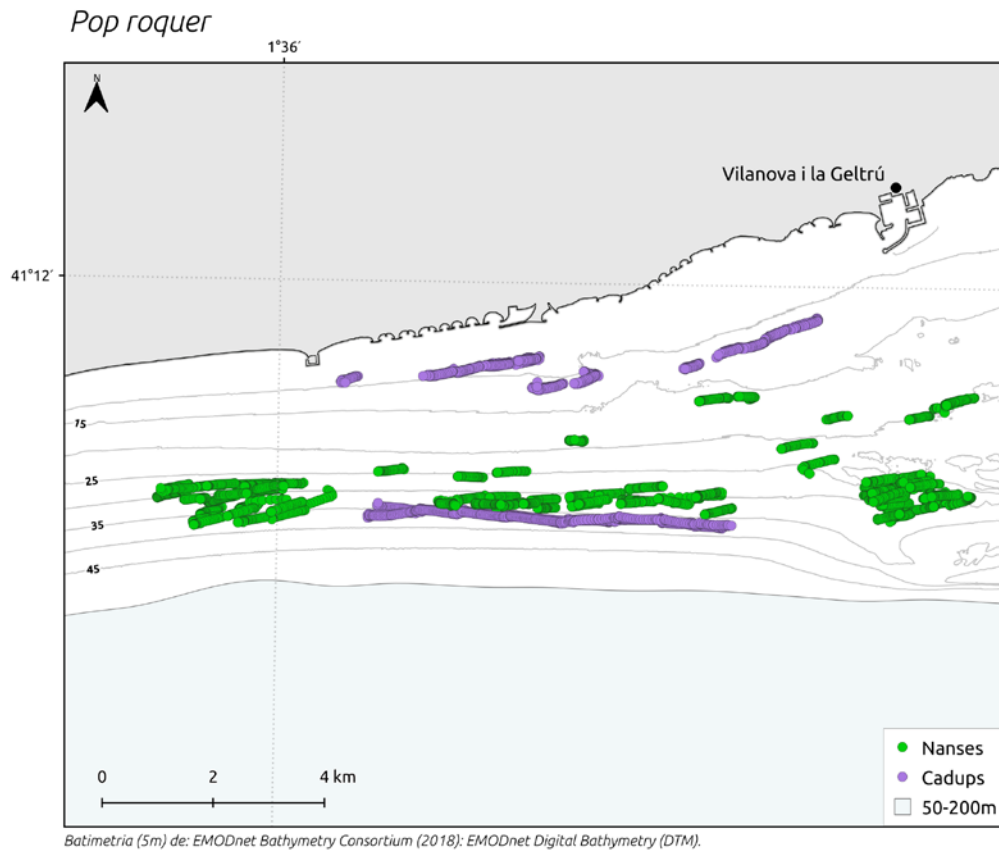 Pop roquer
1°36´
N
Vilanova i la Geltrú
41°12´
15
25
35
45
Nanses
Cadups
50-200m
0 2 4 km
Batimetria (5m) de: EMODnet Bathymetry Consortium (2018): EMODnet Digital Bathymetry (DTM).